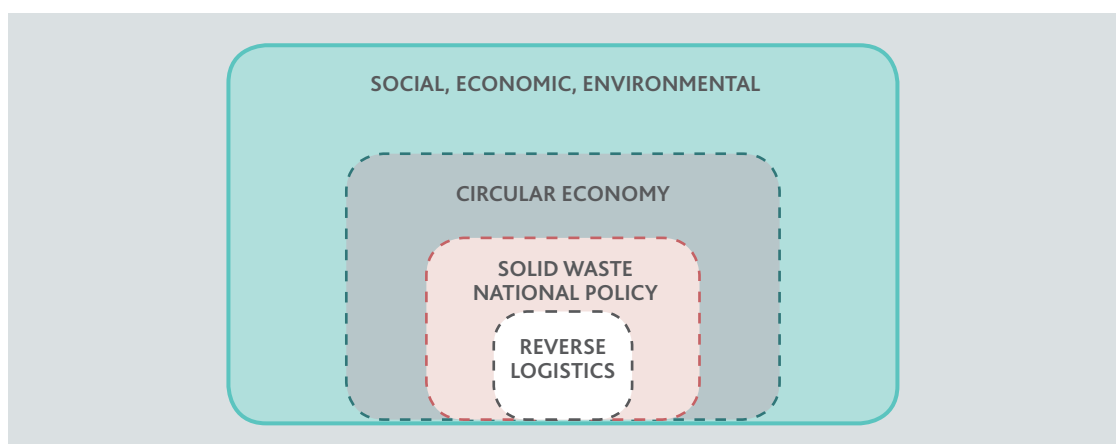 SOCIAL, ECONOMIC, ENVIRONMENTAL
CIRCULAR ECONOMY
SOLID WASTE
NATIONAL POLICY
REVERSE
LOGISTICS